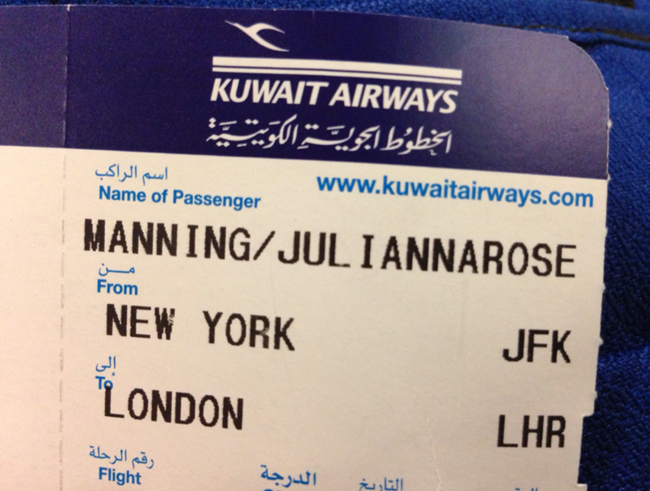 KUWAIT AIRWAYS
الخطوط الجوية الكويتية
اسم الراكب
Name of Passenger
www.kuwaitairways.com
MANNING/JULIANNAROSE
من
From
NEW YORK JFK
إلى
To
LONDON LHR
رقم الرحلة الدرجة التاريخ
Flight